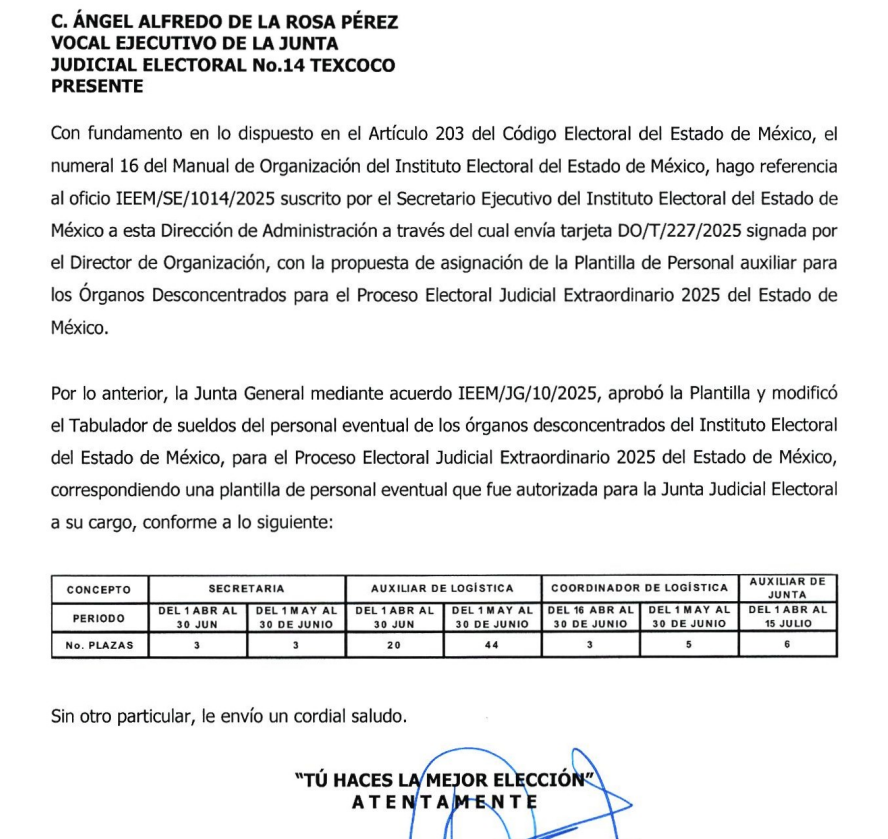 C. ÁNGEL ALFREDO DE LA ROSA PÉREZ
VOCAL EJECUTIVO DE LA JUNTA
JUDICIAL ELECTORAL No.14 TEXCOCO
PRESENTE
Con fundamento en lo dispuesto en el Artículo 203 del Código Electoral del Estado de México, el
numeral 16 del Manual de Organización del Instituto Electoral del Estado de México, hago referencia
al oficio IEEM/SE/1014/2025 suscrito por el Secretario Ejecutivo del Instituto Electoral del Estado de
México a esta Dirección de Administración a través del cual envía tarjeta DO/T/227/2025 signada por
el Director de Organización, con la propuesta de asignación de la Plantilla de Personal auxiliar para
los Órganos Desconcentrados para el Proceso Electoral Judicial Extraordinario 2025 del Estado de
México.
Por lo anterior, la Junta General mediante acuerdo IEEM/JG/10/2025, aprobó la Plantilla y modificó
el Tabulador de sueldos del personal eventual de los órganos desconcentrados del Instituto Electoral
del Estado de México, para el Proceso Electoral Judicial Extraordinario 2025 del Estado de México,
correspondiendo una plantilla de personal eventual que fue autorizada para la Junta Judicial Electoral
a su cargo, conforme a lo siguiente:
CONCEPTO SECRETARIA AUXILIAR DE LOGÍSTICA COORDINADOR DE LOGÍSTICA AUXILIAR DE
JUNTA
PERIODO DEL 1 ABR AL DEL 1 MAY AL DEL 1 ABR AL DEL 1 MAY AL DEL 16 ABR AL DEL 1 MAY AL DEL 1 ABR AL
30 JUN 30 DE JUNIO 30 JUN 30 DE JUNIO 30 DE JUNIO 30 DE JUNIO 15 JULIO
No. PLAZAS 3 3 20 44 3 5 6
Sin otro particular, le envío un cordial saludo.
"TÚ HACES LA MEJOR ELECCIÓN"
A T E N T A M E N T E